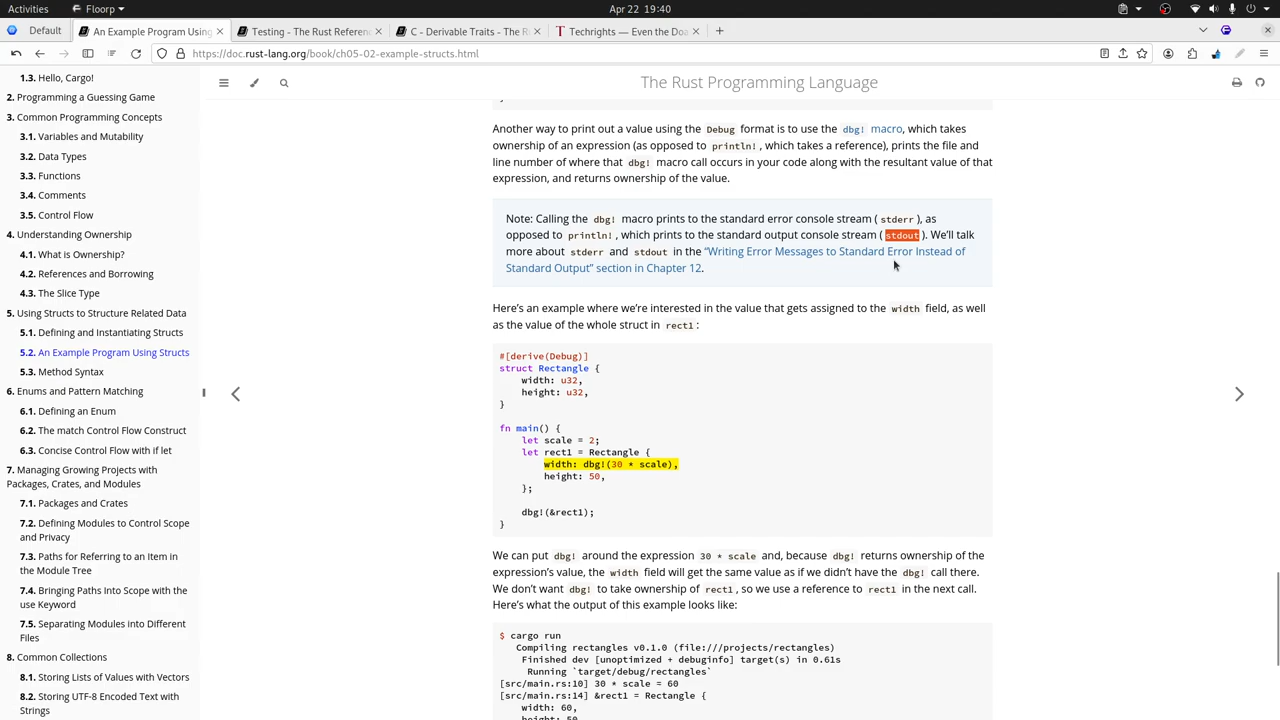 Activities
Floorp
Apr 22 19:40
Default
An Example Program Using
Testing - The Rust Referen
C - Derivable Traits - The R
Techrights — Even the Do
https://doc.rust-lang.org/book/ch05-02-example-structs.html
1.3. Hello, Cargo!
2. Programming a Guessing Game
3. Common Programming Concepts
3.1. Variables and Mutability
3.2. Data Types
3.3. Functions
3.4. Comments
3.5. Control Flow
4. Understanding Ownership
4.1. What is Ownership?
4.2. References and Borrowing
4.3. The Slice Type
5. Using Structs to Structure Related Data
5.1. Defining and Instantiating Structs
5.2. An Example Program Using Structs
5.3. Method Syntax
6. Enums and Pattern Matching
6.1. Defining an Enum
6.2. The match Control Flow Construct
6.3. Concise Control Flow with if let
7. Managing Growing Projects with
Packages, Crates, and Modules
7.1. Packages and Crates
7.2. Defining Modules to Control Scope
and Privacy
7.3. Paths for Referring to an Item in
the Module Tree
7.4. Bringing Paths Into Scope with the
use Keyword
7.5. Separating Modules into Different
Files
8. Common Collections
8.1. Storing Lists of Values with Vectors
8.2. Storing UTF-8 Encoded Text with
Strings
The Rust Programming Language
Another way to print out a value using the Debug format is to use the dbg! macro, which takes
ownership of an expression (as opposed to println!, which takes a reference), prints the file and
line number of where that dbg! macro call occurs in your code along with the resultant value of that
expression, and returns ownership of the value.
Note: Calling the dbg! macro prints to the standard error console stream (stderr), as
opposed to println!, which prints to the standard output console stream (stdout). We’ll talk
more about stderr and stdout in the “Writing Error Messages to Standard Error Instead of
Standard Output” section in Chapter 12.
Here’s an example where we’re interested in the value that gets assigned to the width field, as well
as the value of the whole struct in rect1:
#[derive(Debug)]
struct Rectangle {
width: u32,
height: u32,
}
fn main() {
let scale = 2;
let rect1 = Rectangle {
width: dbg!(30 * scale),
height: 50,
};
dbg!(&rect1);
}
We can put dbg! around the expression 30 * scale and, because dbg! returns ownership of the
expression’s value, the width field will get the same value as if we didn’t have the dbg! call there.
We don’t want dbg! to take ownership of rect1, so we use a reference to rect1 in the next call.
Here’s what the output of this example looks like:
$ cargo run
Compiling rectangles v0.1.0 (file:///projects/rectangles)
Finished dev [unoptimized + debuginfo] target(s) in 0.61s
Running `target/debug/rectangles`
[src/main.rs:10] 30 * scale = 60
[src/main.rs:14] &rect1 = Rectangle {
width: 60,
height: 50